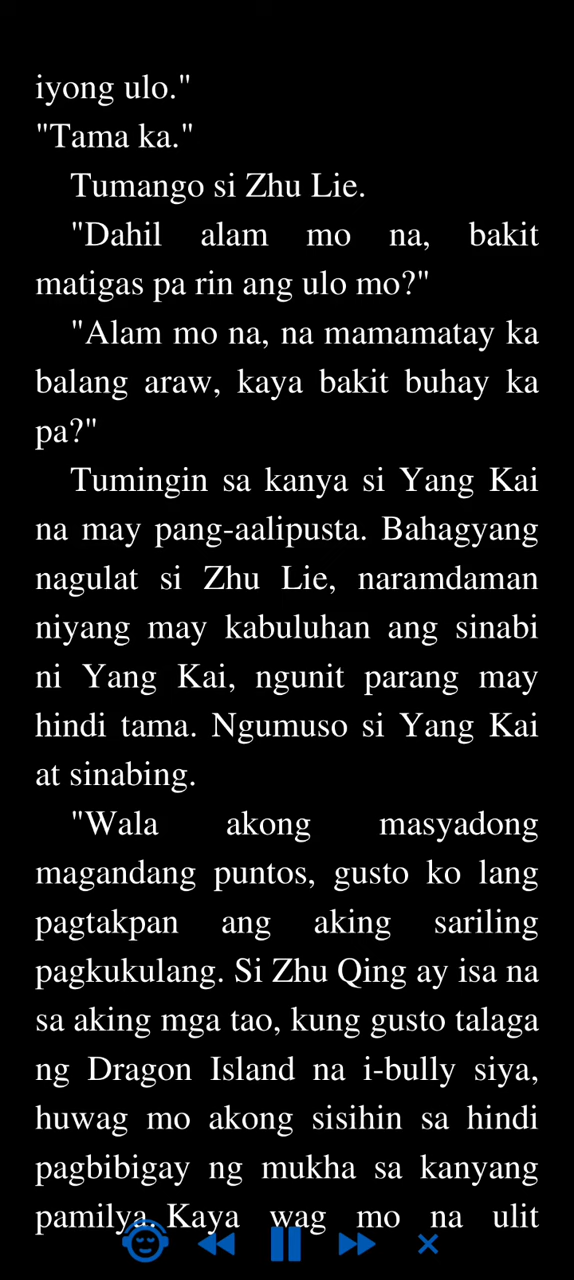 iyong ulo."
"Tama ka."
Tumango si Zhu Lie.
"Dahil alam mo na, bakit
matigas pa rin ang ulo mo?"
"Alam mo na, na mamamatay ka
balang araw, kaya bakit buhay ka
pa?"
Tumingin sa kanya si Yang Kai
na may pang-aalipusta. Bahagyang
nagulat si Zhu Lie, naramdaman
niyang may kabuluhan ang sinabi
ni Yang Kai, ngunit parang may
hindi tama. Ngumuso si Yang Kai
at sinabing.
"Wala akong masyadong
magandang puntos, gusto ko lang
pagtakpan ang aking sariling
pagkukulang. Si Zhu Qing ay isa na
sa aking mga tao, kung gusto talaga
ng Dragon Island na i-bully siya,
huwag mo akong sisihin sa hindi
pagbibigay ng mukha sa kanyang
pamilya. Kaya wag mo na ulit